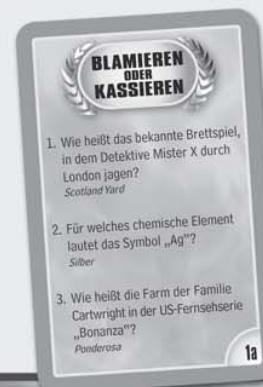 BLAMIEREN
ODER
KASSIEREN
1. Wie heißt das bekannte Brettspiel,
in dem Detektive Mister X durch
London jagen?
Scotland Yard
2. Für welches chemische Element
lautet das Symbol „Ag"?
Silber
3. Wie heißt die Farm der Familie
Cartwright in der US-Fernsehserie
„Bonanza"?
Ponderosa
1a